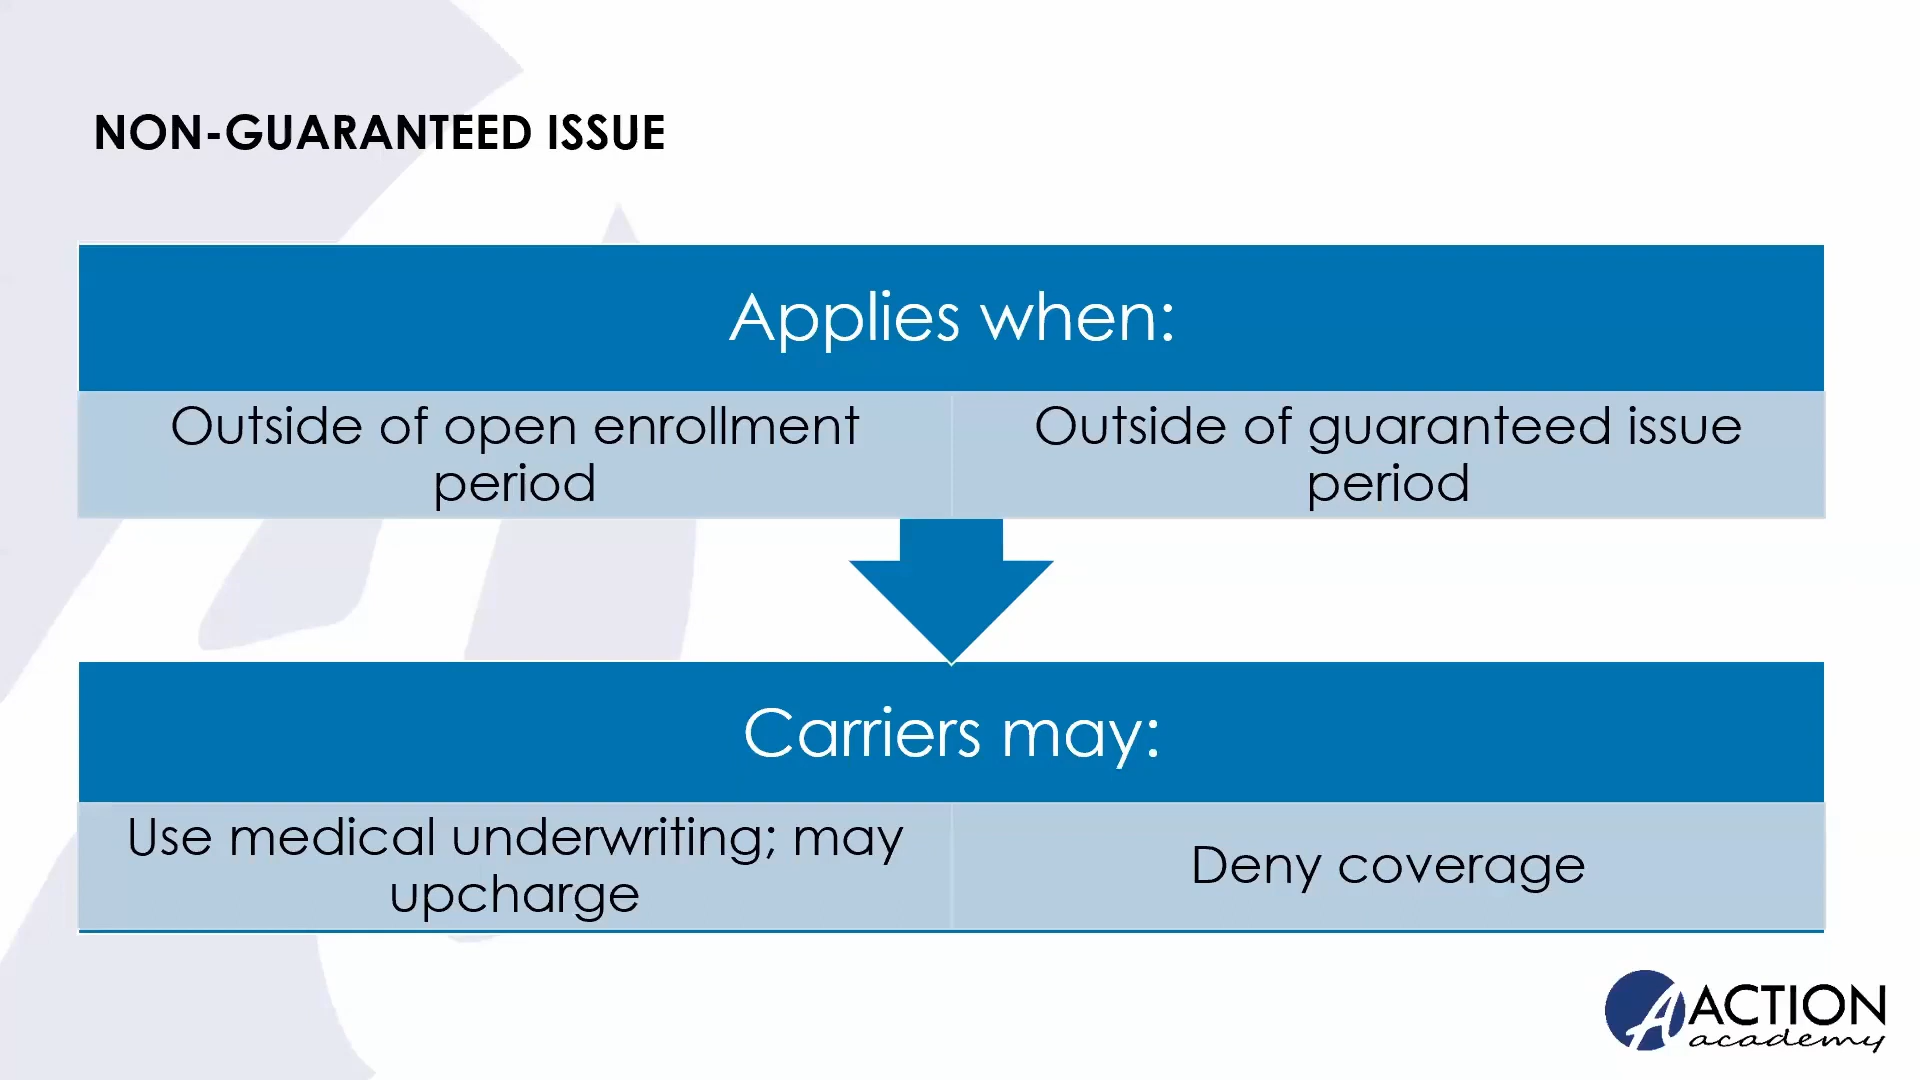 NON-GUARANTEED ISSUE
Applies when:
Outside of open enrollment
period
Outside of guaranteed issue
period
Carriers may:
Use medical underwriting; may
upcharge
Deny coverage
ACTION
academy